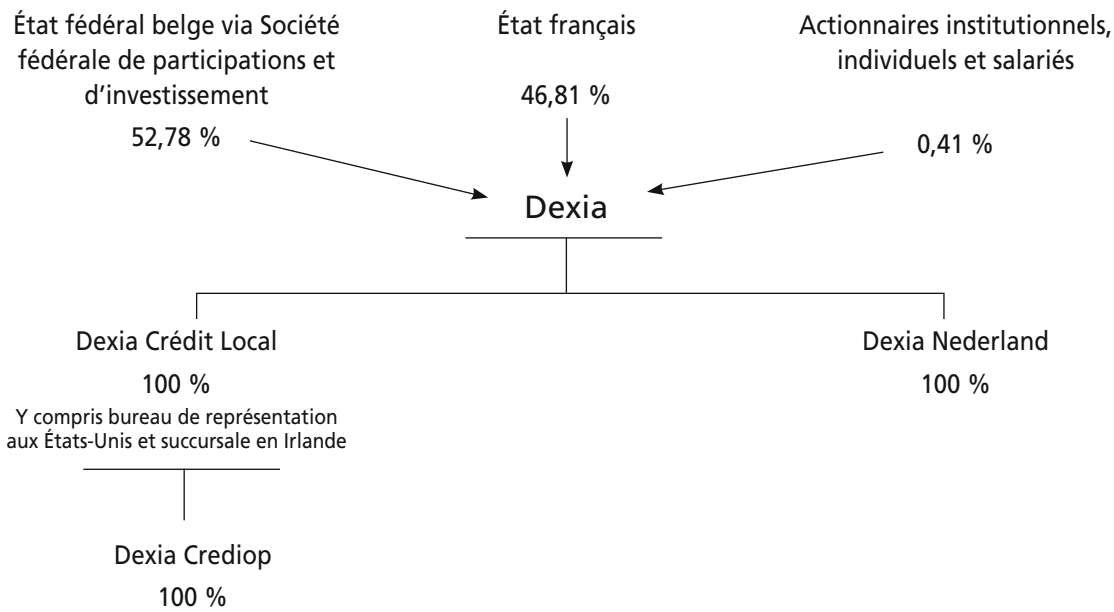 État fédéral belge via Société
fédérale de participations et
d’investissement
52,78 %
État français
46,81 %
Actionnaires institutionnels,
individuels et salariés
0,41 %
Dexia
Dexia Crédit Local
100 %
Y compris bureau de représentation
aux États-Unis et succursale en Irlande
Dexia Nederland
100 %
Dexia Crediop
100 %